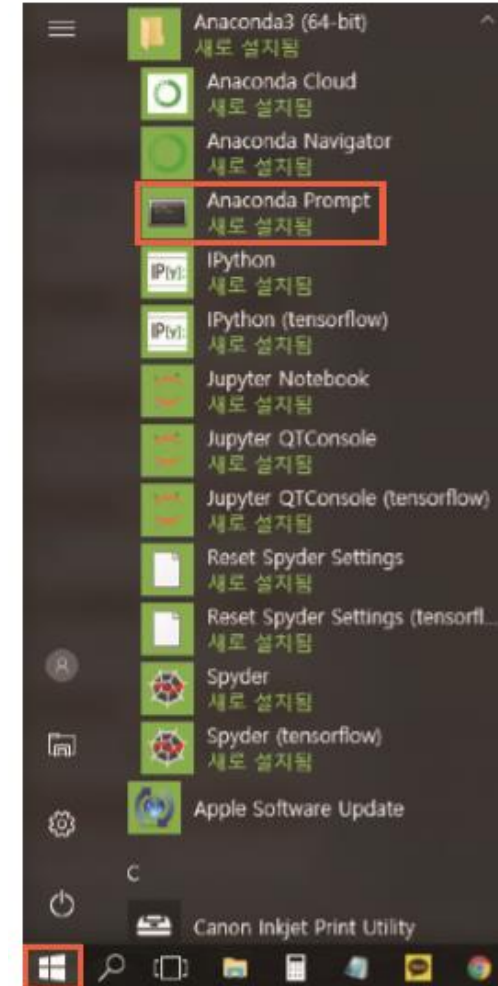 Anaconda3 (64-bit)
새로 설치됨
Anaconda Cloud
새로 설치됨
Anaconda Navigator
새로 설치됨
Anaconda Prompt
새로 설치됨
IPython
새로 설치됨
IP[y]:
IPython (tensorflow)
새로 설치됨
IP[y]:
Jupyter Notebook
새로 설치됨
Jupyter QTConsole
새로 설치됨
Jupyter QTConsole (tensorflow)
새로 설치됨
Reset Spyder Settings
새로 설치됨
Reset Spyder Settings (tensorfl...
새로 설치됨
Spyder
새로 설치됨
Spyder (tensorflow)
새로 설치됨
Apple Software Update
C
Canon Inkjet Print Utility